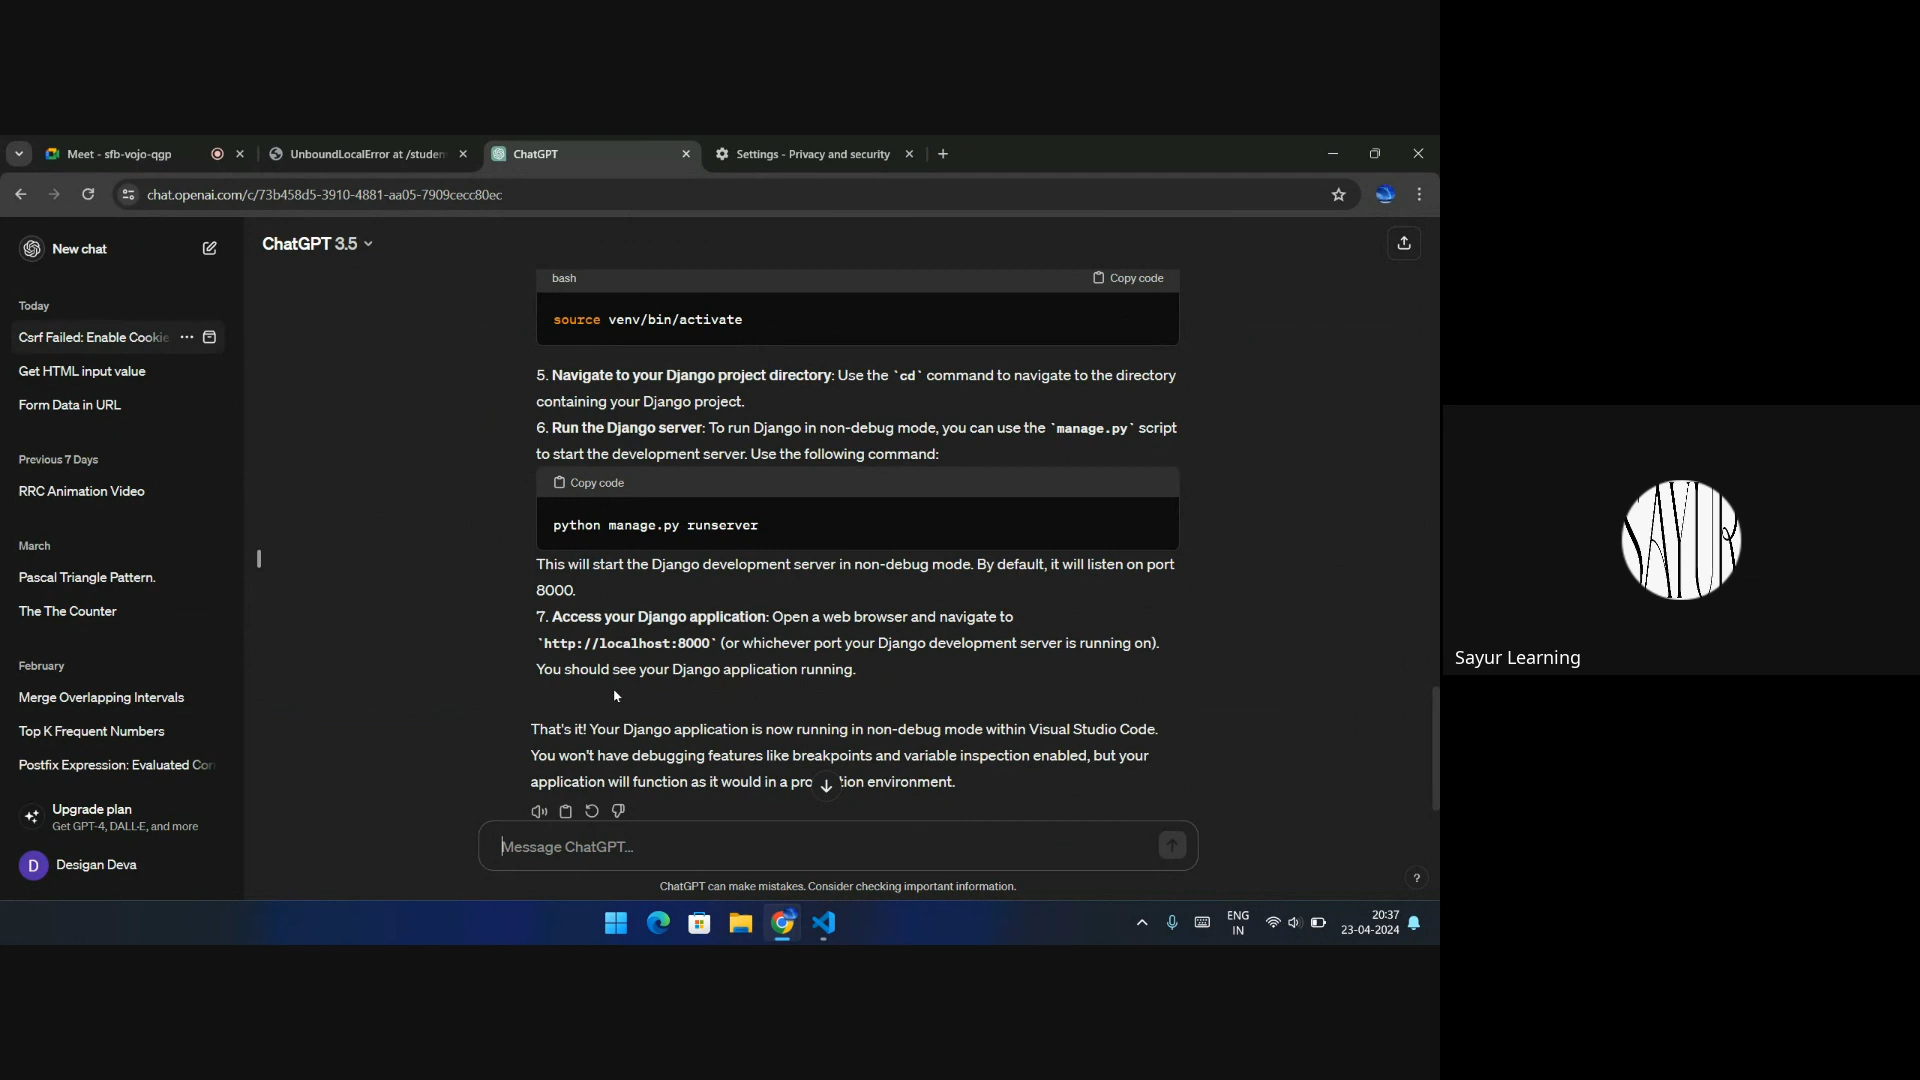 Meet - sfb-vojo-qgp
UnboundLocalError at /studen
ChatGPT
Settings - Privacy and security
chat.openai.com/c/73b458d5-3910-4881-aa05-7909cecc80ec
New chat
ChatGPT 3.5
Today
Csrf Failed: Enable Cookie
Get HTML input value
Form Data in URL
Previous 7 Days
RRC Animation Video
March
Pascal Triangle Pattern.
The The Counter
February
Merge Overlapping Intervals
Top K Frequent Numbers
Postfix Expression: Evaluated Cor
Upgrade plan
Get GPT-4, DALL·E, and more
D
Desigan Deva
bash
Copy code
source venv/bin/activate
5. Navigate to your Django project directory: Use the `cd` command to navigate to the directory
containing your Django project.
6. Run the Django server: To run Django in non-debug mode, you can use the `manage.py` script
to start the development server. Use the following command:
Copy code
python manage.py runserver
This will start the Django development server in non-debug mode. By default, it will listen on port
8000.
7. Access your Django application: Open a web browser and navigate to
`http://localhost:8000` (or whichever port your Django development server is running on).
You should see your Django application running.
That's it! Your Django application is now running in non-debug mode within Visual Studio Code.
You won't have debugging features like breakpoints and variable inspection enabled, but your
application will function as it would in a pro tion environment.
Message ChatGPT...
ChatGPT can make mistakes. Consider checking important information.
?
ENG
IN
20:37
23-04-2024
Sayur Learning